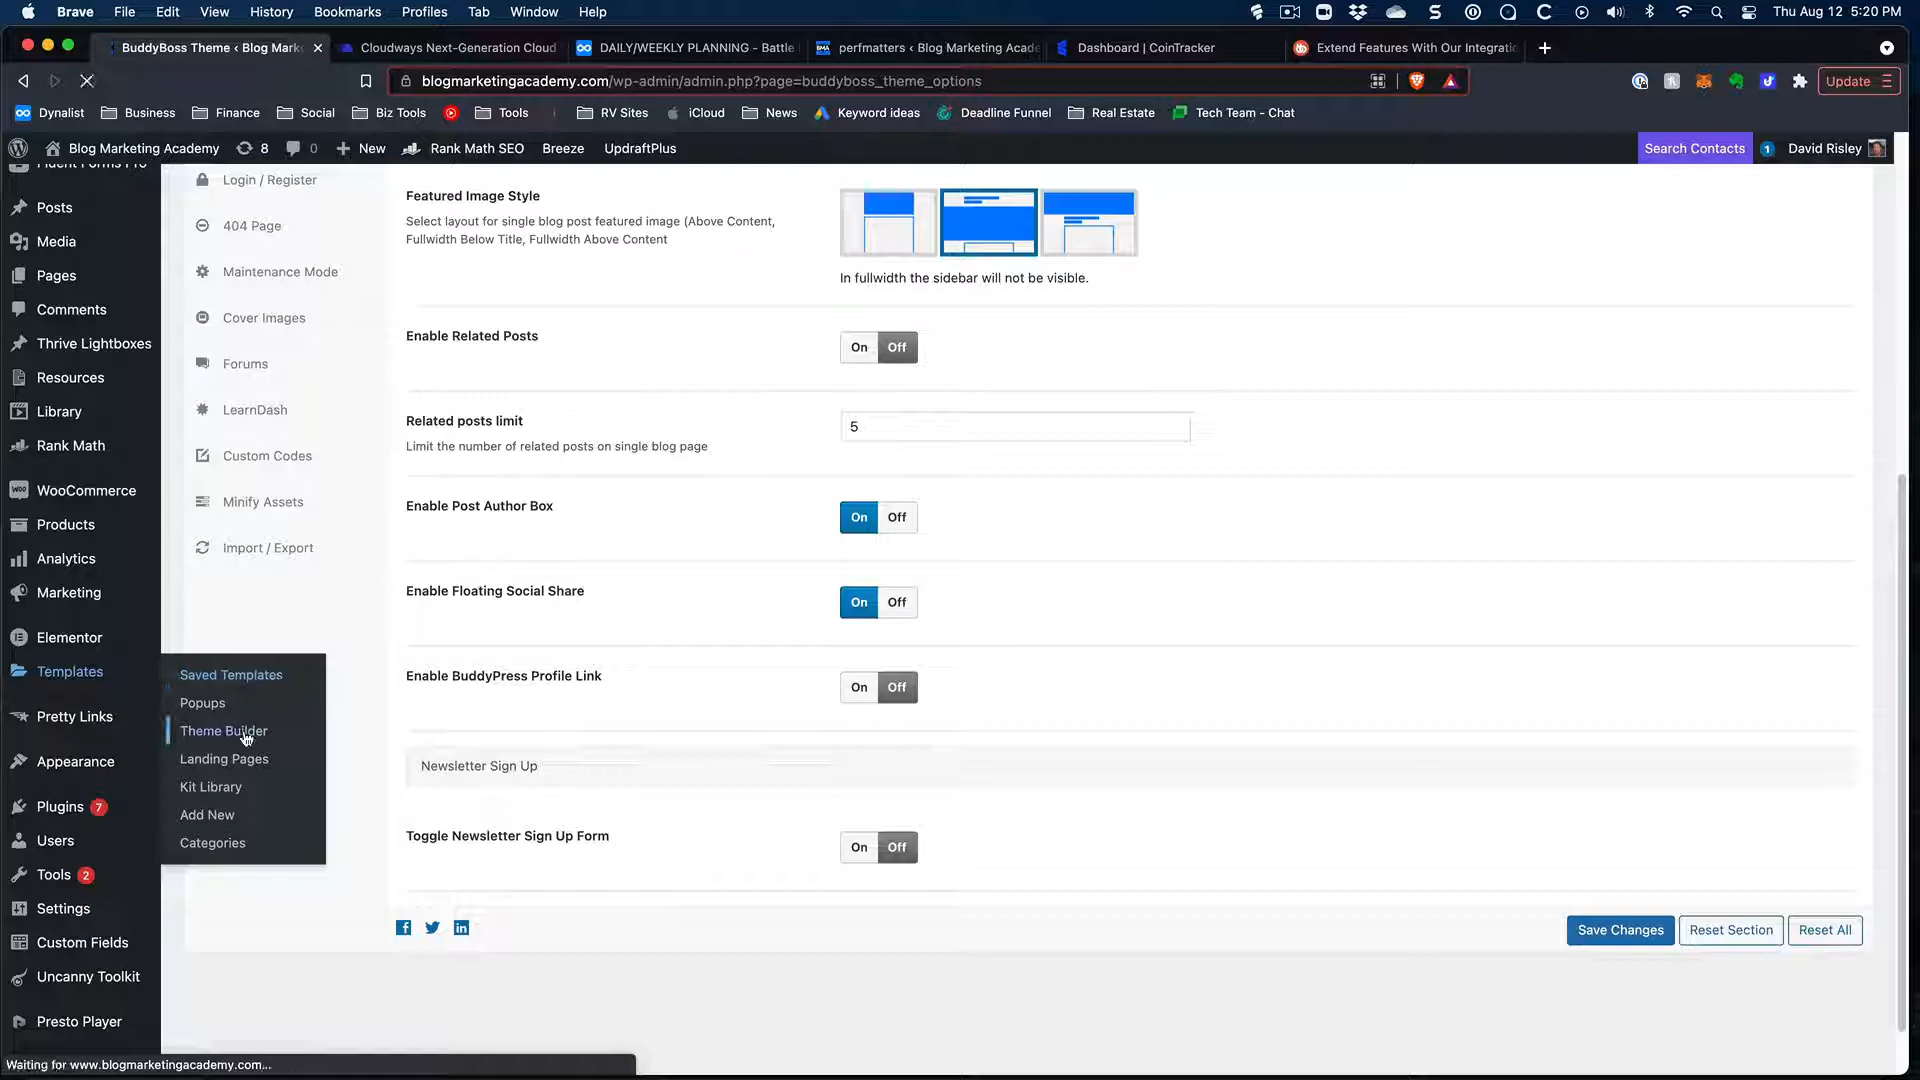 Brave File Edit View History Bookmarks Profiles Tab Window Help
Thu Aug 12 5:20 PM
BuddyBoss Theme ‹ Blog Mark
Cloudways Next-Generation Cloud
DAILY/WEEKLY PLANNING - Battle
perfmatters ‹ Blog Marketing Acade
Dashboard | CoinTracker
Extend Features With Our Integrati
blogmarketingacademy.com/wp-admin/admin.php?page=buddyboss_theme_options
Update
Dynalist Business Finance Social Biz Tools Tools RV Sites iCloud News Keyword ideas Deadline Funnel Real Estate Tech Team - Chat
Blog Marketing Academy 8 0 New Rank Math SEO Breeze UpdraftPlus
Search Contacts 1 David Risley
Fluent Forms Pro
Posts
Media
Pages
Comments
Thrive Lightboxes
Resources
Library
Rank Math
WooCommerce
Products
Analytics
Marketing
Elementor
Templates
Pretty Links
Appearance
Plugins 7
Users
Tools 2
Settings
Custom Fields
Uncanny Toolkit
Presto Player
Saved Templates
Popups
Theme Builder
Landing Pages
Kit Library
Add New
Categories
Login / Register
404 Page
Maintenance Mode
Cover Images
Forums
LearnDash
Custom Codes
Minify Assets
Import / Export
Featured Image Style
Select layout for single blog post featured image (Above Content,
Fullwidth Below Title, Fullwidth Above Content
In fullwidth the sidebar will not be visible.
Enable Related Posts
On Off
Related posts limit
Limit the number of related posts on single blog page
5
Enable Post Author Box
On Off
Enable Floating Social Share
On Off
Enable BuddyPress Profile Link
On Off
Newsletter Sign Up
Toggle Newsletter Sign Up Form
On Off
Save Changes Reset Section Reset All
Waiting for www.blogmarketingacademy.com...